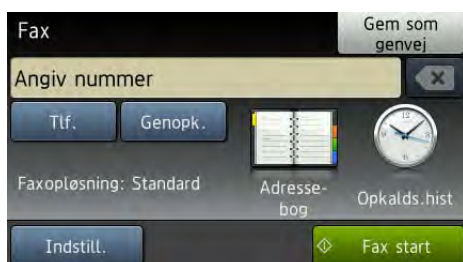 Fax
Gem som
genvej
Angiv nummer
Tlf.
Genopk.
Faxopløsning: Standard
Adresse-
bog
Opkalds.hist
Indstill.
Fax start